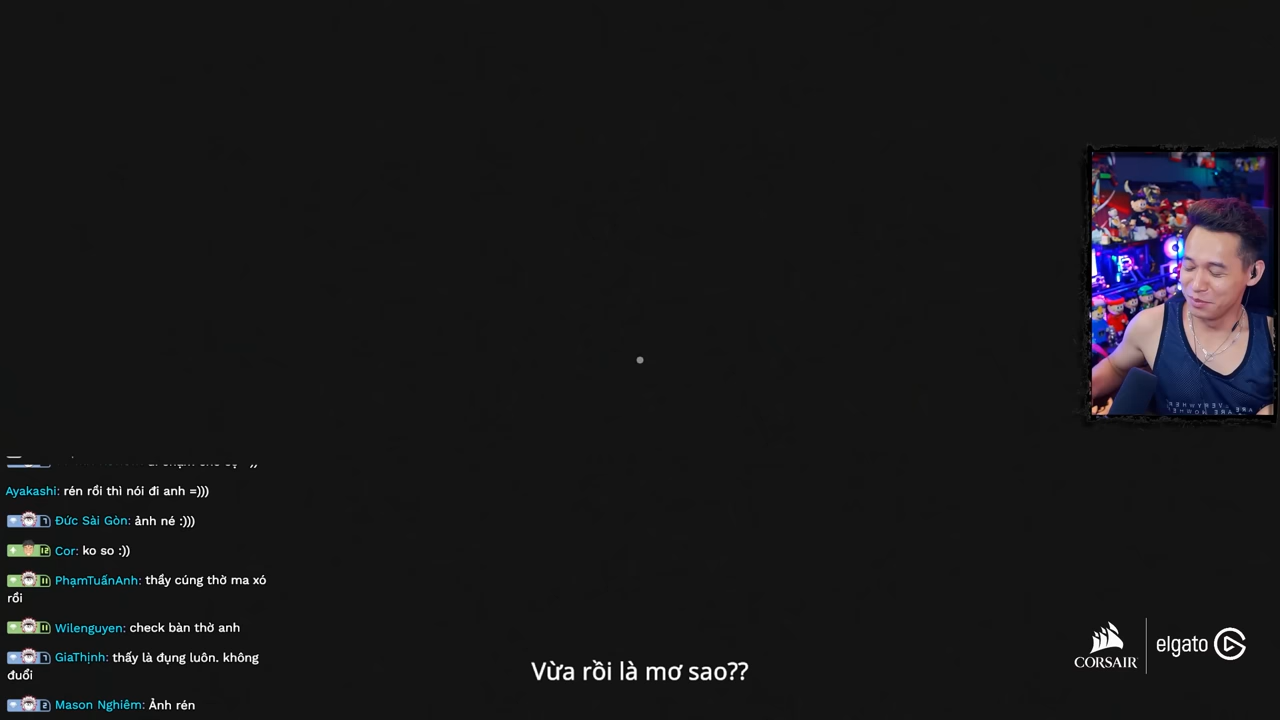 Ayakashi: rén rồi thì nói đi anh =)))
Đức Sài Gòn: ảnh né :)))
Cor: ko so :))
PhạmTuấnAnh: thầy cúng thờ ma xó
rồi
Wilenguyen: check bàn thờ anh
GiaThịnh: thấy là đụng luôn. không
đuổi
Mason Nghiêm: Ảnh rén
Vừa rồi là mơ sao??
CORSAIR
elgato